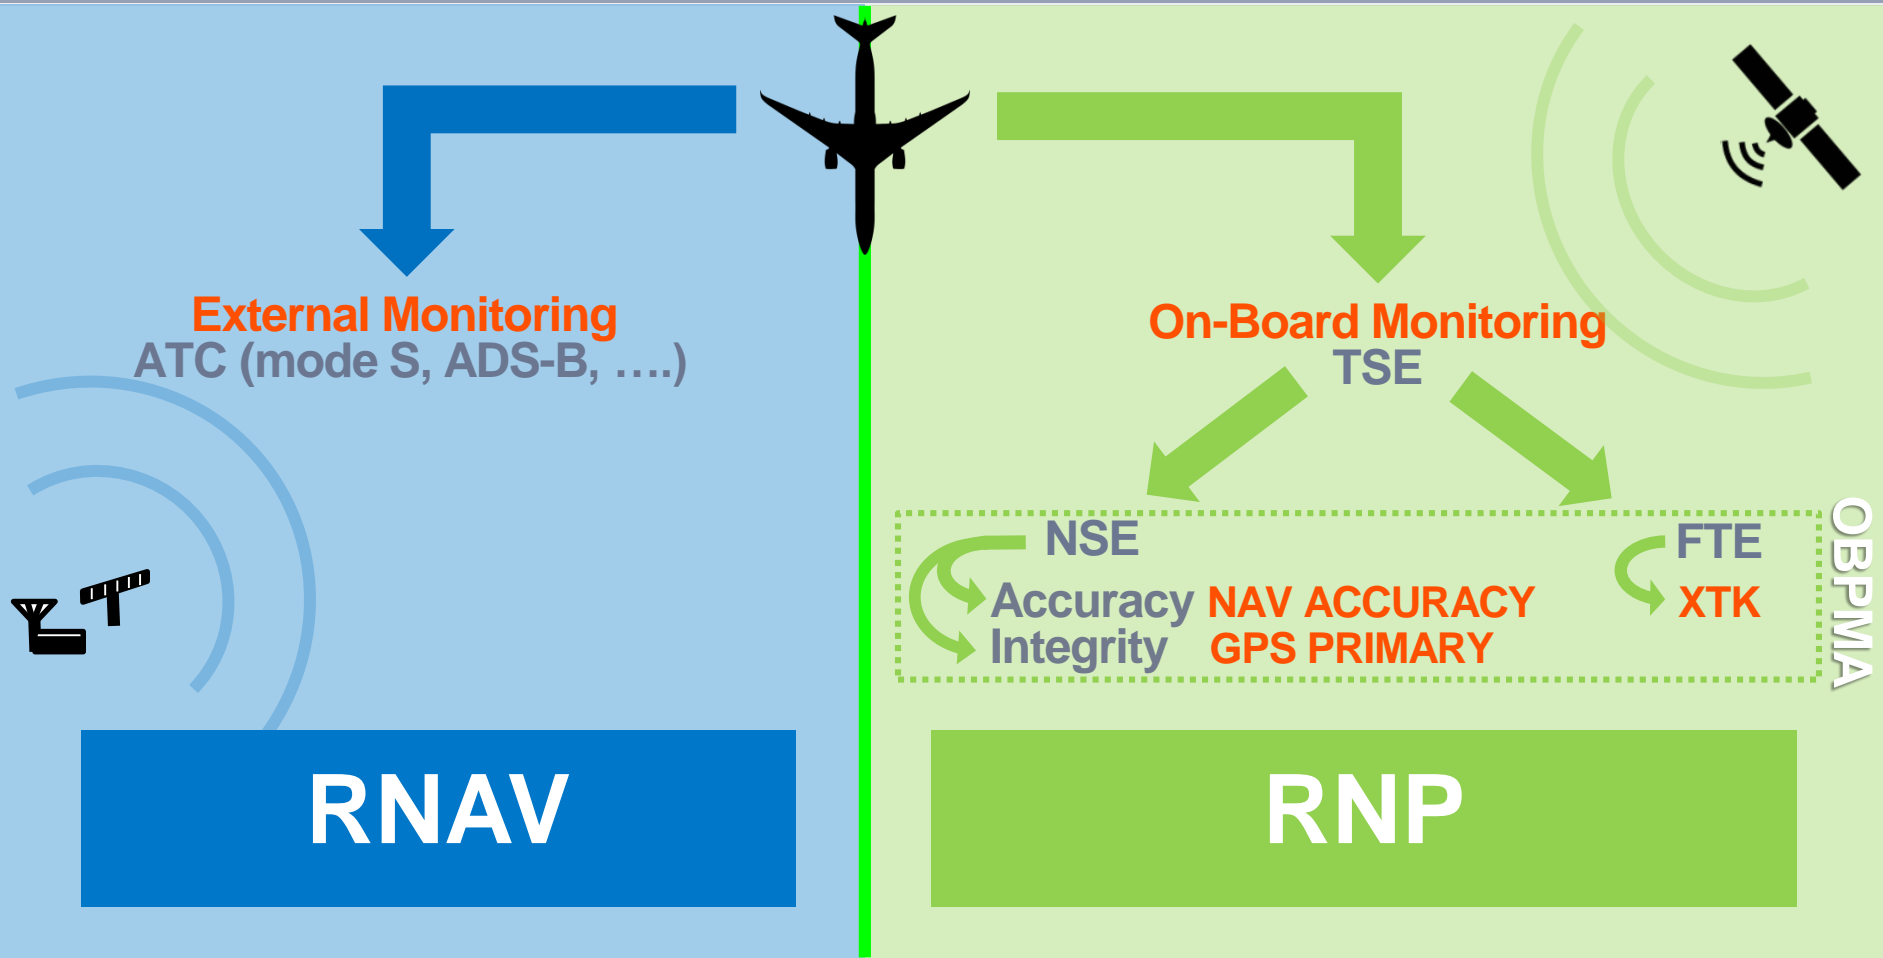 External Monitoring
ATC (mode S, ADS-B, ....)
RNAV
On-Board Monitoring
TSE
NSE
Accuracy NAV ACCURACY
Integrity GPS PRIMARY
FTE
XTK
OBPMA
RNP